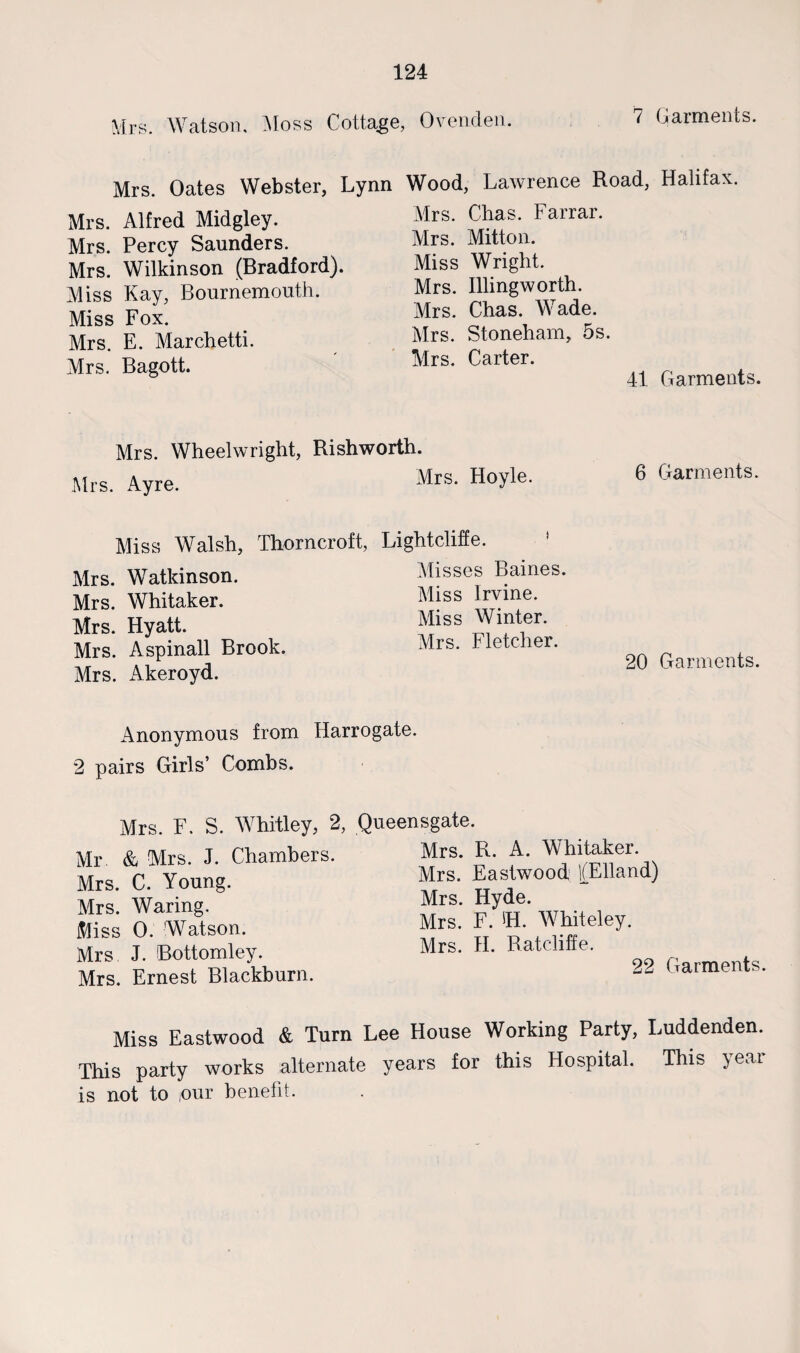 124
Mrs. Watson, Moss Cottage, Ovenden. 7 Garments.
Mrs. Oates Webster, Lynn Wood, Lawrence Road, Halifax.
Mrs. Alfred Midgley. Mrs. Chas. Farrar.
Mrs. Percy Saunders. Mrs. Mitton.
Mrs. Wilkinson (Bradford). Miss Wright.
Miss Kay, Bournemouth. Mrs. Illingworth.
Miss Fox. Mrs. Chas. Wade.
Mrs. E. Marchetti. Mrs. Stoneham, 5s.
Mrs. Bagott. Mrs. Carter.
41 Garments.
Mrs. Wheelwright, Rishworth.
Mrs. Ayre. Mrs. Hoyle. 6 Garments.
Miss Walsh, Thorncroft, Lightcliffe.
Mrs. Watkinson. Misses Baines.
Mrs. Whitaker. Miss Irvine.
Mrs. Hyatt. Miss Winter.
Mrs. Aspinall Brook. Mrs. Fletcher.
Mrs. Akeroyd. 20 Garments.
Anonymous from Harrogate.
2 pairs Girls' Combs.
Mrs. F. S. Whitley, 2, Queensgate.
Mr. & Mrs. J. Chambers. Mrs. R. A. Whitaker.
Mrs. C. Young. Mrs. Eastwood (Elland)
Mrs. Waring. Mrs. Hyde.
Miss O. Watson. Mrs. F. H. Whiteley.
Mrs J. Bottomley. Mrs. H. Ratcliffe.
Mrs. Ernest Blackburn. 22 Garments.
Miss Eastwood & Turn Lee House Working Party, Luddenden.
This party works alternate years for this Hospital. This year
is not to our benefit.